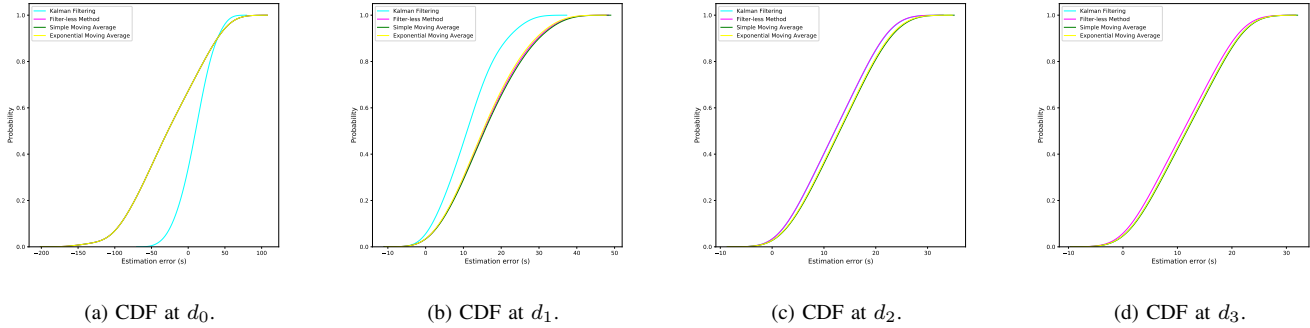 Kalman Filtering
Filter-less Method
Simple Moving Average
Exponential Moving Average
1.0
0.8
0.6
0.4
0.2
0.0
Probability
−200 −150 −100 −50 0 50 100
Estimation error (s)
(a) CDF at d0.
Kalman Filtering
Filter-less Method
Simple Moving Average
Exponential Moving Average
1.0
0.8
0.6
0.4
0.2
0.0
Probability
−10 0 10 20 30 40 50
Estimation error (s)
(b) CDF at d1.
Kalman Filtering
Filter-less Method
Simple Moving Average
Exponential Moving Average
1.0
0.8
0.6
0.4
0.2
0.0
Probability
−10 0 10 20 30
Estimation error (s)
(c) CDF at d2.
Kalman Filtering
Filter-less Method
Simple Moving Average
Exponential Moving Average
1.0
0.8
0.6
0.4
0.2
0.0
Probability
−10 0 10 20 30
Estimation error (s)
(d) CDF at d3.